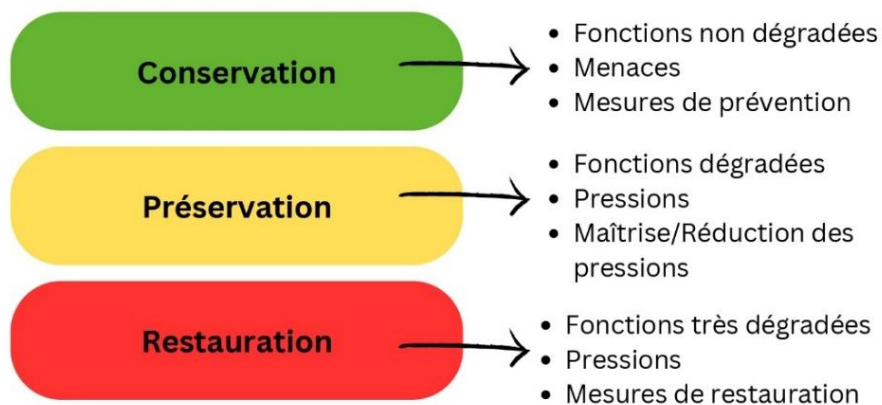 Conservation
• Fonctions non dégradées
• Menaces
• Mesures de prévention
Préservation
• Fonctions dégradées
• Pressions
• Maîtrise/Réduction des
pressions
Restauration
• Fonctions très dégradées
• Pressions
• Mesures de restauration